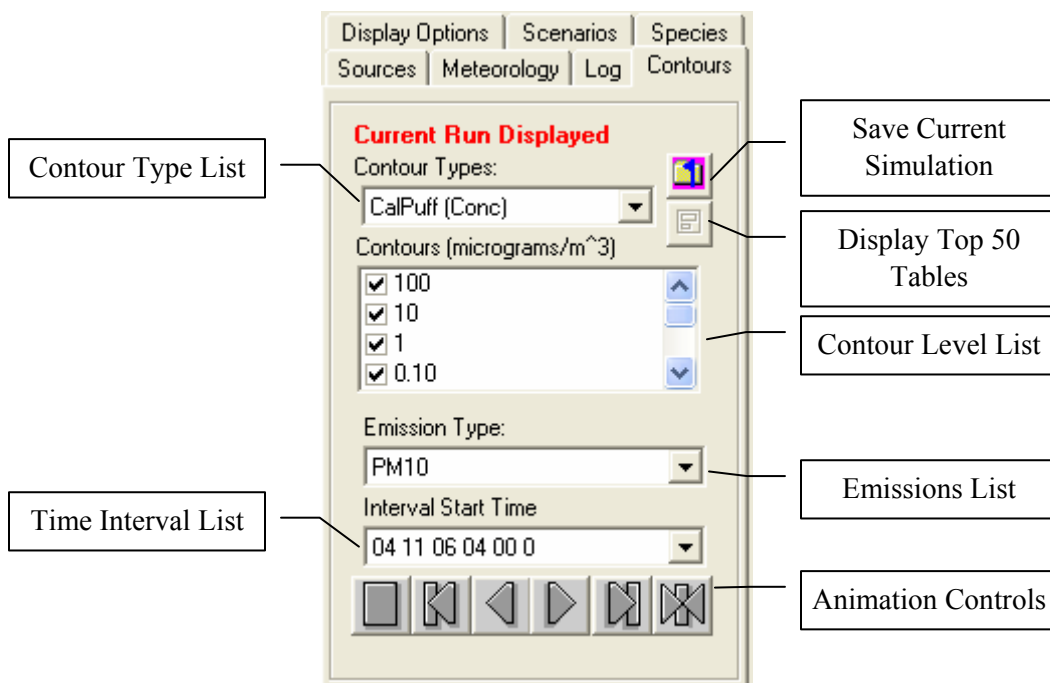 Display Options Scenarios Species
Sources Meteorology Log Contours
Current Run Displayed
Contour Types:
CalPuff (Conc)
Contours (micrograms/m^3)
100
10
1
0.10
Emission Type:
PM10
Interval Start Time
04 11 06 04 00 0
Contour Type List
Time Interval List
Save Current
Simulation
Display Top 50
Tables
Contour Level List
Emissions List
Animation Controls